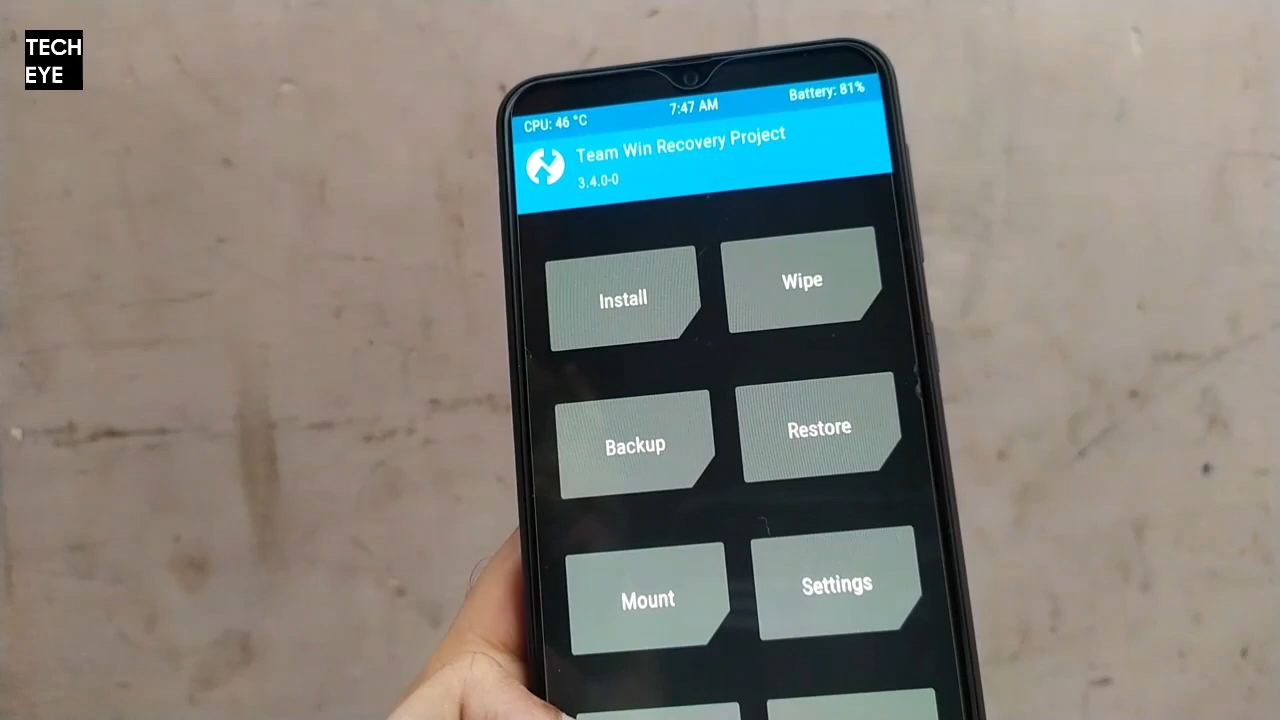 TECH
EYE
CPU: 46 °C
7:47 AM
Battery: 81%
Team Win Recovery Project
3.4.0-0
Install
Wipe
Backup
Restore
Mount
Settings